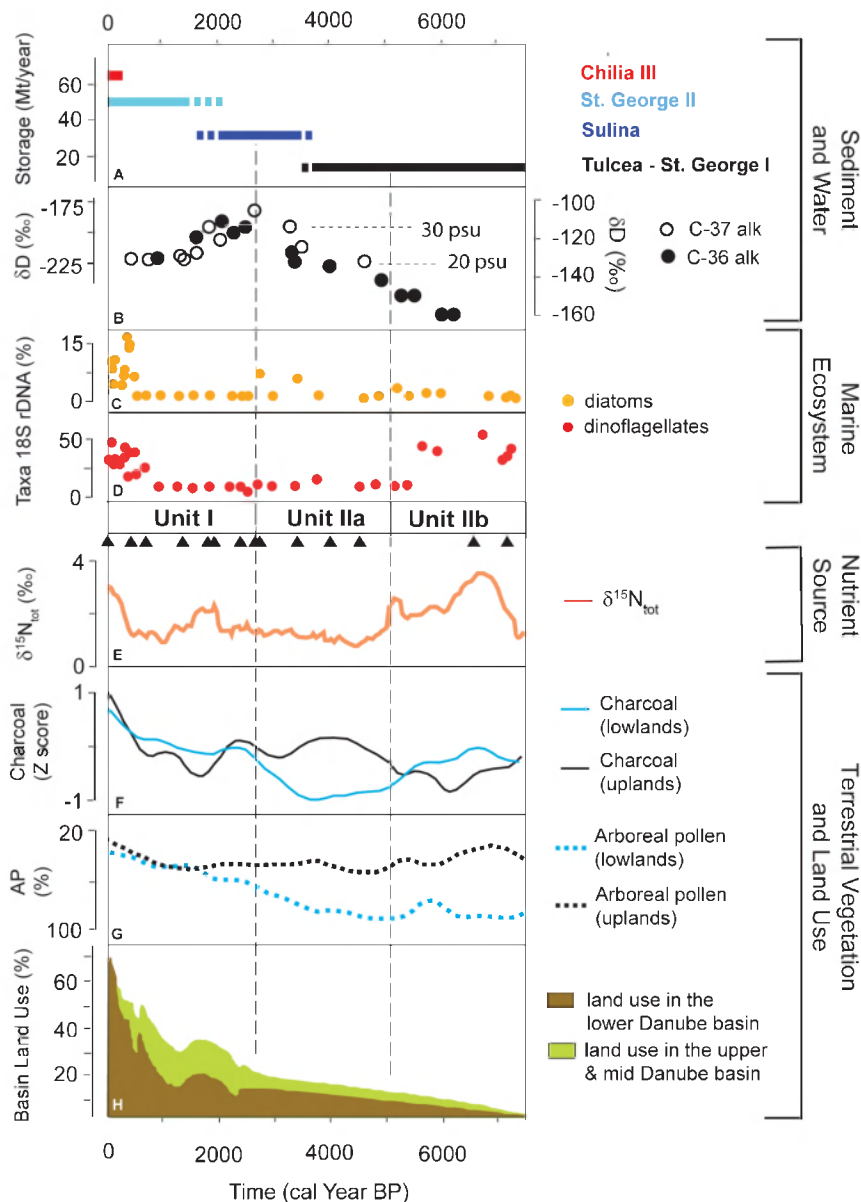 0 2000 4000 6000
Storage (Mt/year)
60
40
20
A
Chilia III
St. George II
Sulina
Tulcea - St. George I
Sediment
and Water
δD (‰)
-175
-225
B
30 psu
20 psu
-100
-120
-140
-160
δD
(‰)
C-37 alk
C-36 alk
Taxa 18S rDNA (%)
15
0
C
50
0
D
diatoms
dinoflagellates
Marine
Ecosystem
Unit I Unit IIa Unit IIb
δ¹⁵Ntot (‰)
4
2
0
E
δ¹⁵Ntot
Nutrient
Source
Charcoal
(Z score)
1
-1
F
Charcoal
(lowlands)
Charcoal
(uplands)
AP
(%)
20
100
G
Arboreal pollen
(lowlands)
Arboreal pollen
(uplands)
Terrestrial Vegetation
and Land Use
Basin Land Use (%)
60
40
20
H
land use in the
lower Danube basin
land use in the upper
& mid Danube basin
0 2000 4000 6000
Time (cal Year BP)